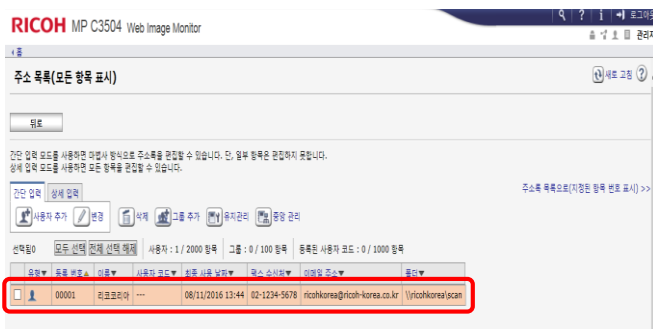 RICOH MP C3504 Web Image Monitor
? i 로그아웃
관리자
홈
주소 목록(모든 항목 표시)
새로 고침 ?
뒤로
간단 입력 모드를 사용하면 마법사 방식으로 주소록을 편집할 수 있습니다. 단, 일부 항목은 편집하지 못합니다.
상세 입력 모드를 사용하면 모든 항목을 편집할 수 있습니다.
간단 입력 상세 입력
주소록 목록으로(지정된 항목 번호 표시) >>
사용자 추가 변경 삭제 그룹 추가 유지관리 중앙 관리
선택됨0 모두 선택 전체 선택 해제 사용자 : 1 / 2000 항목 그룹 : 0 / 100 항목 등록된 사용자 코드 : 0 / 1000 항목
유형▼ 등록 번호▲ 이름▼ 사용자 코드▼ 최종 사용 날짜▼ 팩스 수신처▼ 이메일 주소▼ 폴더▼
00001 리코코리아 --- 08/11/2016 13:44 02-1234-5678 ricohkorea@ricoh-korea.co.kr \\ricohkorea\scan